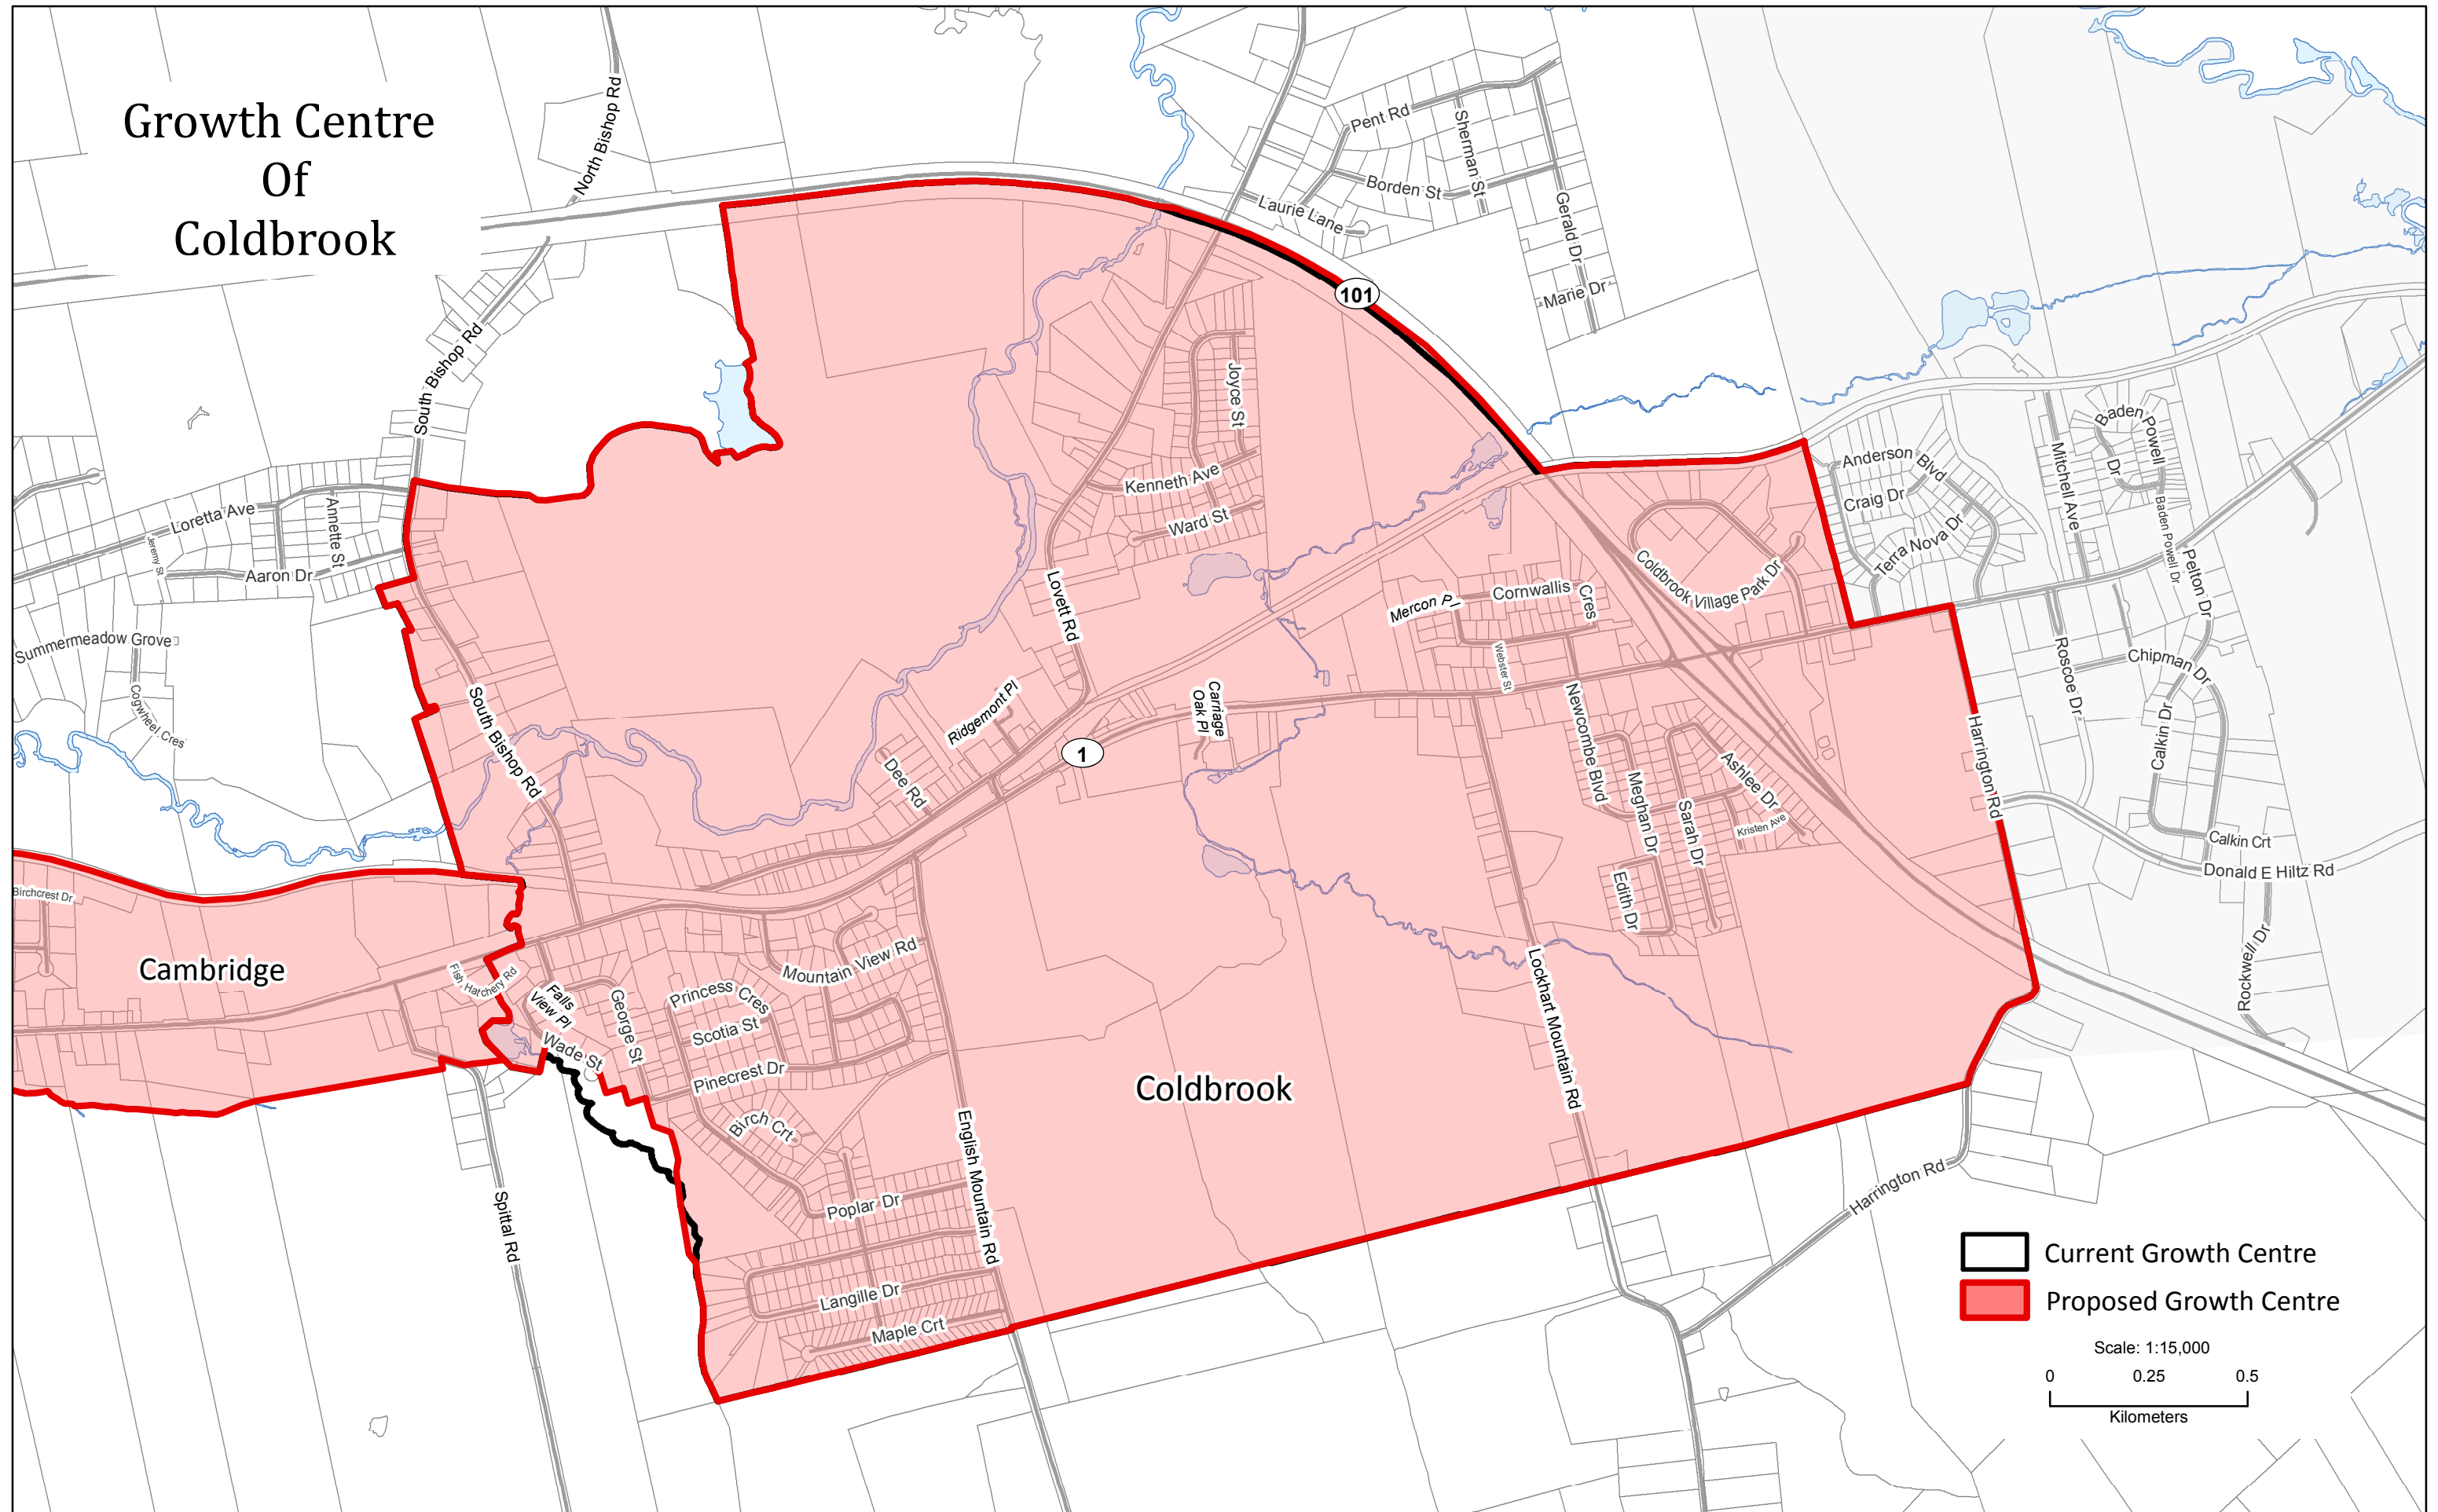 Growth Centre
Of
Coldbrook
North Bishop Rd
South Bishop Rd
Pent Rd
Sherman St
Borden St
Laurie Lane
Gerald Dr
Marie Dr
101
Joyce St
Kenneth Ave
Ward St
Lovett Rd
Loretta Ave
Annette St
Jeremy St
Aaron Dr
Summermeadow Grove
Cogwheel Cres
South Bishop Rd
Anderson Blvd
Craig Dr
Terra Nova Dr
Mitchell Ave
Baden Powell Dr
Baden Powell Dr
Pelton Dr
Coldbrook Village Park Dr
Cornwallis Cres
Mercon Pl
Webster St
Newcombe Blvd
Meghan Dr
Sarah Dr
Ashlee Dr
Kristen Ave
Edith Dr
Roscoe Dr
Chipman Dr
Calkin Dr
Calkin Crt
Donald E Hiltz Rd
Rockwell Dr
Harrington Rd
Ridgemont Pl
Carriage
Oak Pl
1
Dee Rd
Birchcrest Dr
Cambridge
Fish Hatchery Rd
Falls
View Pl
Wade St
George St
Princess Cres
Scotia St
Pinecrest Dr
Mountain View Rd
Birch Crt
Poplar Dr
Langille Dr
Maple Crt
English Mountain Rd
Coldbrook
Lockhart Mountain Rd
Spittal Rd
Harrington Rd
Current Growth Centre
Proposed Growth Centre
Scale: 1:15,000
0 0.25 0.5
Kilometers